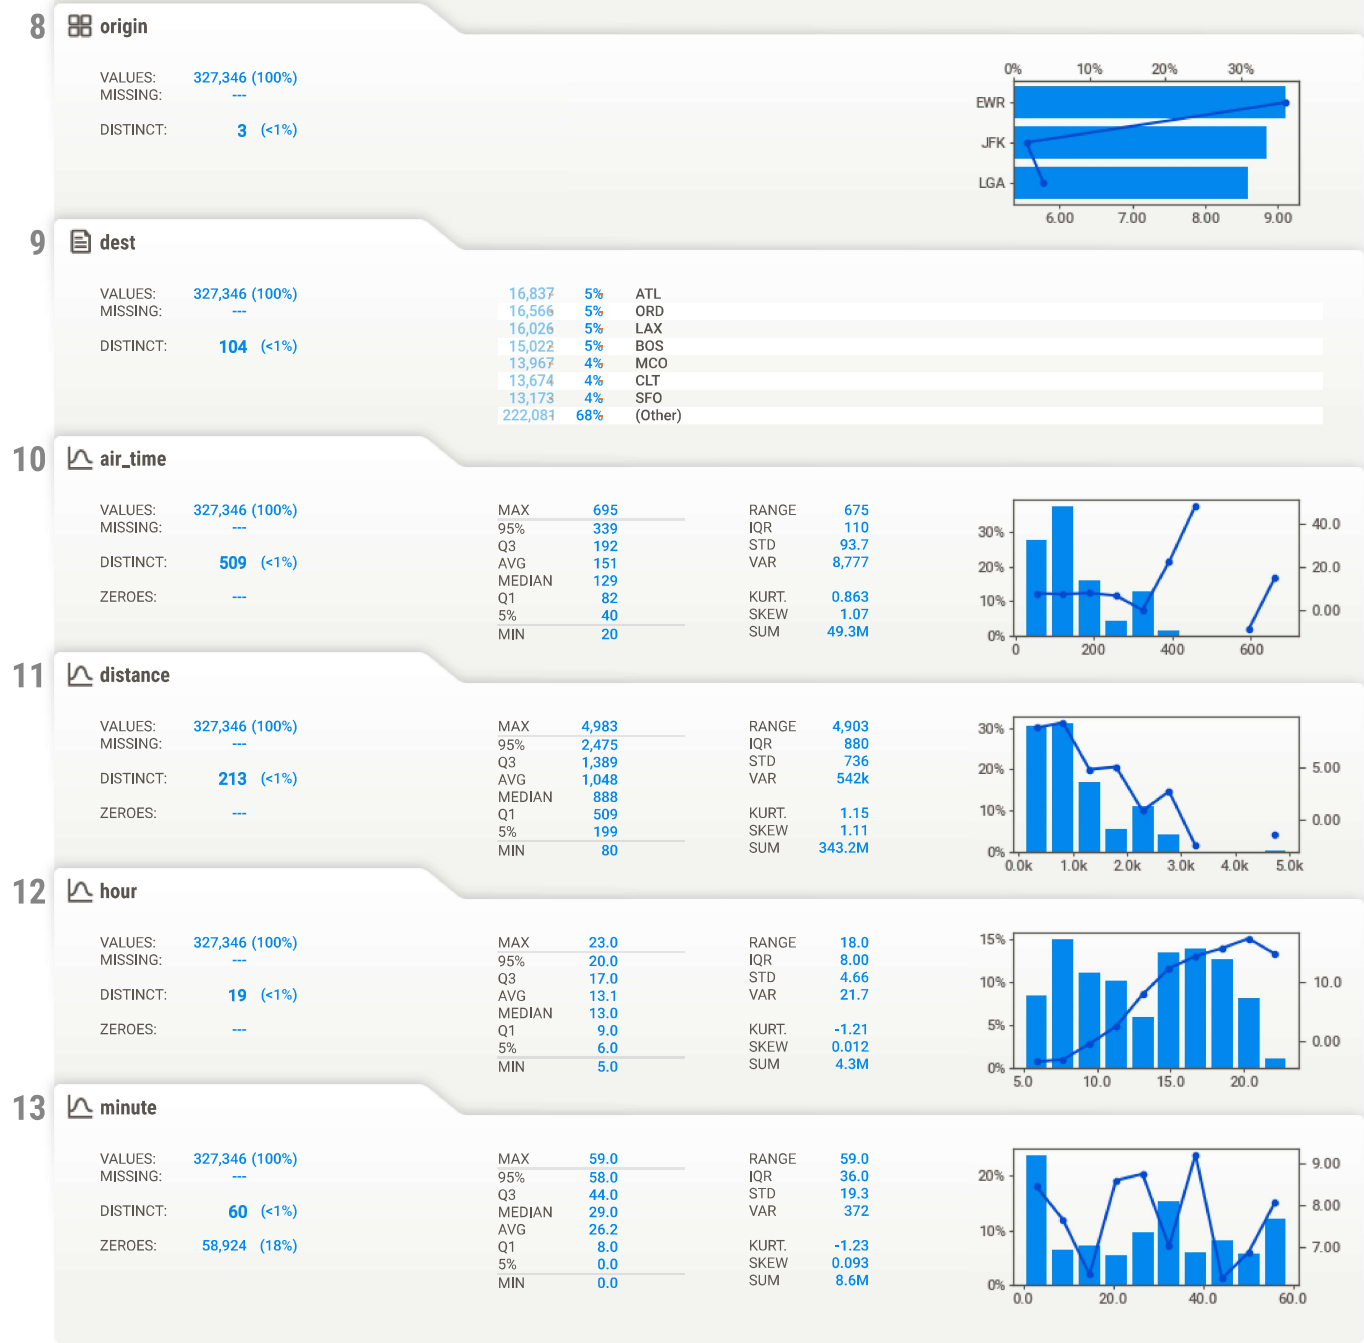 8 origin
VALUES: 327,346 (100%)
MISSING: ---
DISTINCT: 3 (<1%)
0% 10% 20% 30%
EWR
JFK
LGA
6.00 7.00 8.00 9.00
9 dest
VALUES: 327,346 (100%)
MISSING: ---
DISTINCT: 104 (<1%)
16,837 5% ATL
16,566 5% ORD
16,026 5% LAX
15,022 5% BOS
13,967 4% MCO
13,674 4% CLT
13,173 4% SFO
222,081 68% (Other)
10 air_time
VALUES: 327,346 (100%)
MISSING: ---
DISTINCT: 509 (<1%)
ZEROES: ---
MAX 695
95% 339
Q3 192
AVG 151
MEDIAN 129
Q1 82
5% 40
MIN 20
RANGE 675
IQR 110
STD 93.7
VAR 8,777
KURT. 0.863
SKEW 1.07
SUM 49.3M
30% 40.0
20% 20.0
10% 0.00
0%
0 200 400 600
11 distance
VALUES: 327,346 (100%)
MISSING: ---
DISTINCT: 213 (<1%)
ZEROES: ---
MAX 4,983
95% 2,475
Q3 1,389
AVG 1,048
MEDIAN 888
Q1 509
5% 199
MIN 80
RANGE 4,903
IQR 880
STD 736
VAR 542k
KURT. 1.15
SKEW 1.11
SUM 343.2M
30%
20% 5.00
10% 0.00
0%
0.0k 1.0k 2.0k 3.0k 4.0k 5.0k
12 hour
VALUES: 327,346 (100%)
MISSING: ---
DISTINCT: 19 (<1%)
ZEROES: ---
MAX 23.0
95% 20.0
Q3 17.0
AVG 13.1
MEDIAN 13.0
Q1 9.0
5% 6.0
MIN 5.0
RANGE 18.0
IQR 8.00
STD 4.66
VAR 21.7
KURT. -1.21
SKEW 0.012
SUM 4.3M
15%
10% 10.0
5% 0.00
0%
5.0 10.0 15.0 20.0
13 minute
VALUES: 327,346 (100%)
MISSING: ---
DISTINCT: 60 (<1%)
ZEROES: 58,924 (18%)
MAX 59.0
95% 58.0
Q3 44.0
MEDIAN 29.0
AVG 26.2
Q1 8.0
5% 0.0
MIN 0.0
RANGE 59.0
IQR 36.0
STD 19.3
VAR 372
KURT. -1.23
SKEW 0.093
SUM 8.6M
20% 9.00
10% 8.00
0% 7.00
0.0 20.0 40.0 60.0